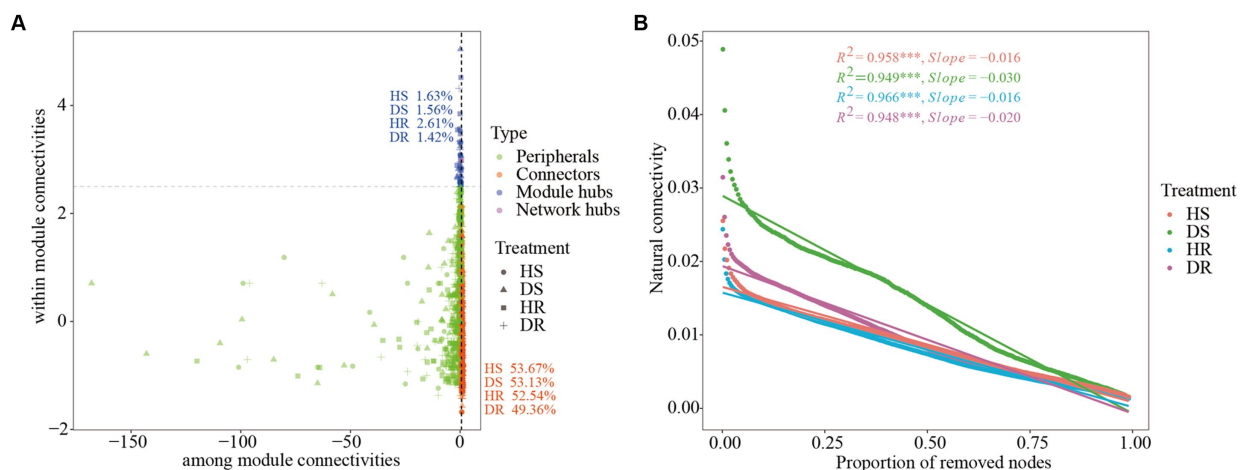 A
within module connectivities
4
2
0
−2
−150
−100
−50
0
among module connectivities
HS 1.63%
DS 1.56%
HR 2.61%
DR 1.42%
HS 53.67%
DS 53.13%
HR 52.54%
DR 49.36%
Type
Peripherals
Connectors
Module hubs
Network hubs
Treatment
HS
DS
HR
DR
B
Natural connectivity
0.05
0.04
0.03
0.02
0.01
0.00
0.00
0.25
0.50
0.75
1.00
Proportion of removed nodes
R² = 0.958***, Slope = −0.016
R² = 0.949***, Slope = −0.030
R² = 0.966***, Slope = −0.016
R² = 0.948***, Slope = −0.020
Treatment
HS
DS
HR
DR